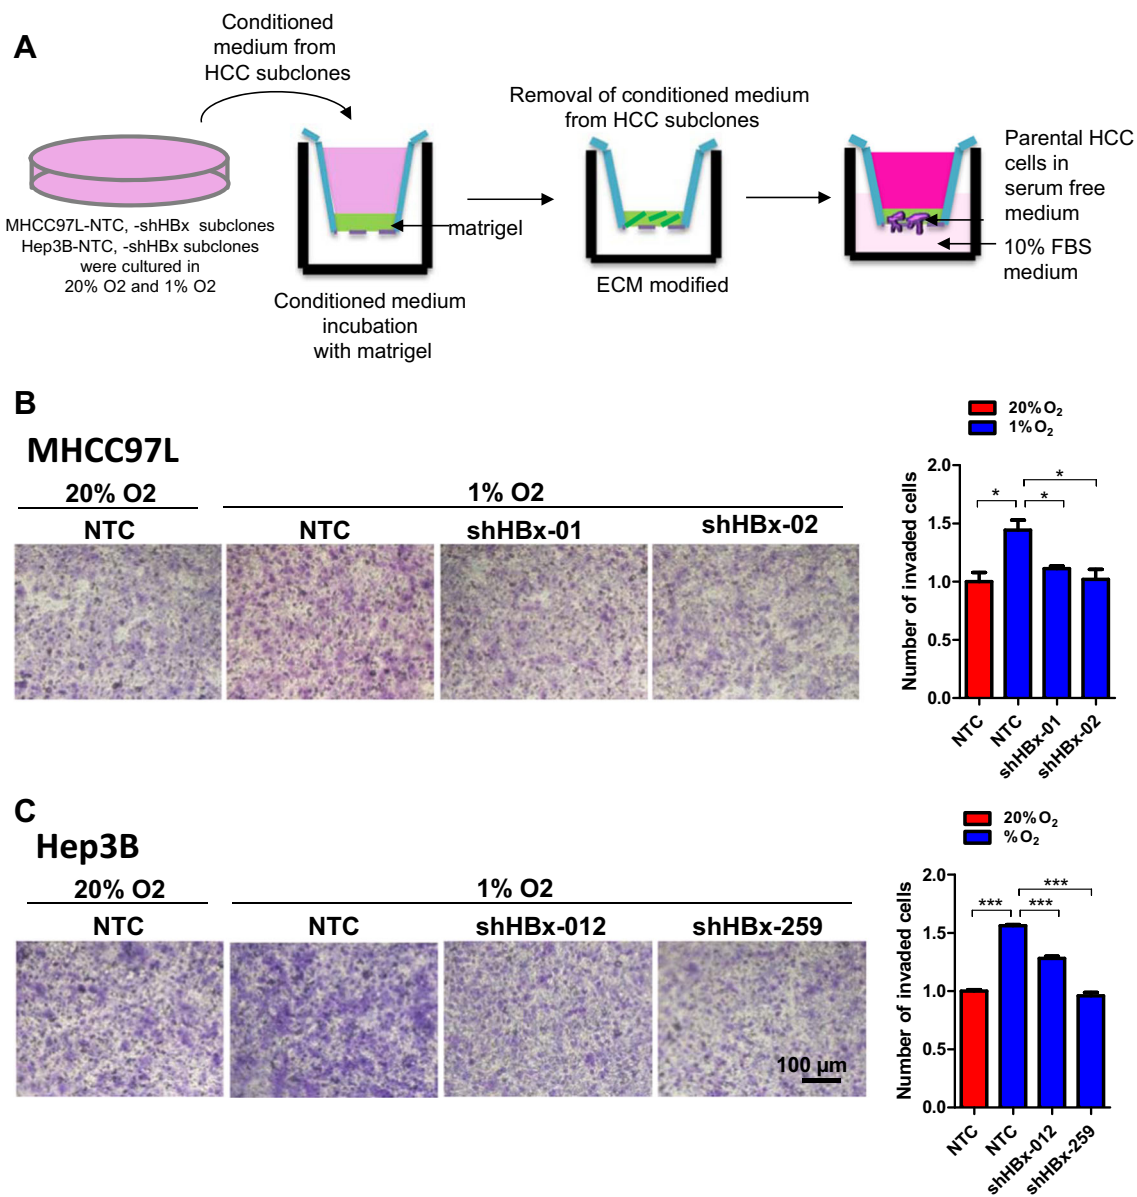 A
Conditioned
medium from
HCC subclones
MHCC97L-NTC, -shHBx subclones
Hep3B-NTC, -shHBx subclones
were cultured in
20% O2 and 1% O2
matrigel
Conditioned medium
incubation
with matrigel
Removal of conditioned medium
from HCC subclones
ECM modified
Parental HCC
cells in
serum free
medium
10% FBS
medium
B
MHCC97L
20% O2
1% O2
NTC
NTC
shHBx-01
shHBx-02
20%O2
1%O2
Number of invaded cells
2.0
*
* *
1.5
1.0
0.5
0.0
NTC
NTC
shHBx-01
shHBx-02
C
Hep3B
20% O2
1% O2
NTC
NTC
shHBx-012
shHBx-259
100 µm
20%O2
%O2
Number of invaded cells
2.0
***
*** ***
1.5
1.0
0.5
0.0
NTC
NTC
shHBx-012
shHBx-259